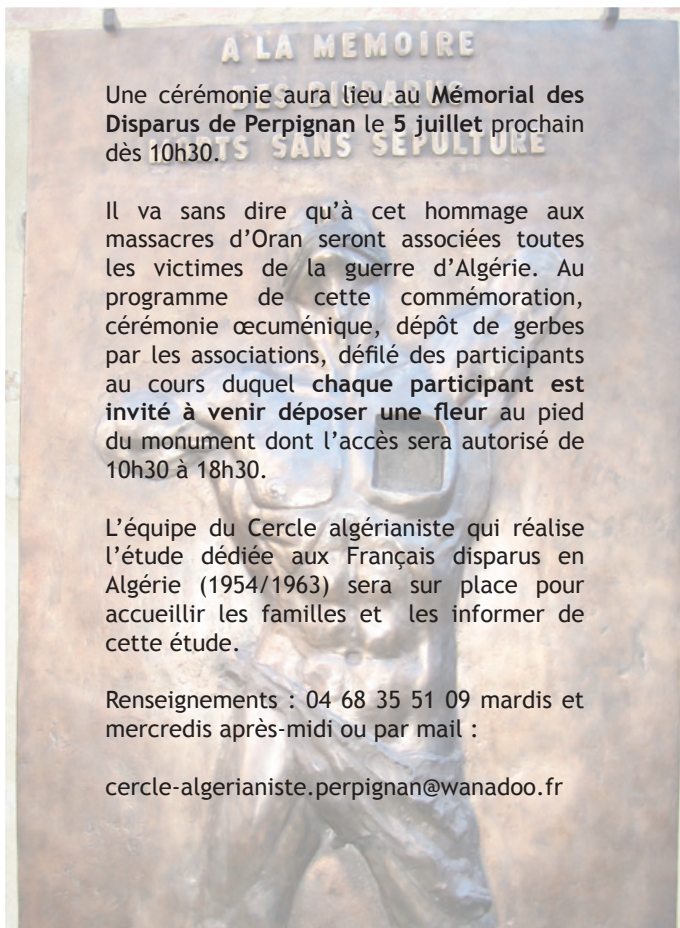 A LA MEMOIRE
DES DISPARUS
MORTS SANS SEPULTURE
Une cérémonie aura lieu au Mémorial des
Disparus de Perpignan le 5 juillet prochain
dès 10h30.
Il va sans dire qu’à cet hommage aux
massacres d’Oran seront associées toutes
les victimes de la guerre d’Algérie. Au
programme de cette commémoration,
cérémonie œcuménique, dépôt de gerbes
par les associations, défilé des participants
au cours duquel chaque participant est
invité à venir déposer une fleur au pied
du monument dont l’accès sera autorisé de
10h30 à 18h30.
L’équipe du Cercle algérianiste qui réalise
l’étude dédiée aux Français disparus en
Algérie (1954/1963) sera sur place pour
accueillir les familles et les informer de
cette étude.
Renseignements : 04 68 35 51 09 mardis et
mercredis après-midi ou par mail :
cercle-algerianiste.perpignan@wanadoo.fr